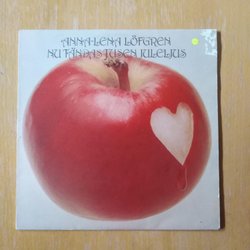 ANNA-LENA LÖFGREN
NU TÄNDAS TUSEN JULELJUS